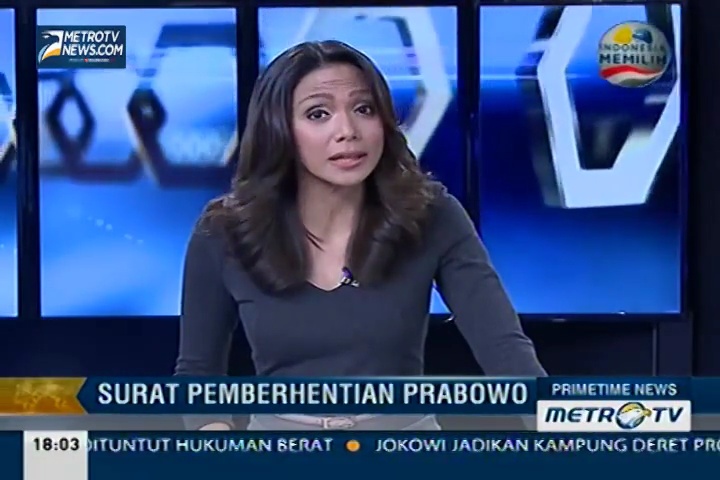 METROTV
NEWS.COM
INDONESIA
MEMILIH
SURAT PEMBERHENTIAN PRABOWO
PRIMETIME NEWS
METRO TV
18:03
DITUNTUT HUKUMAN BERAT
JOKOWI JADIKAN KAMPUNG DERET PRO